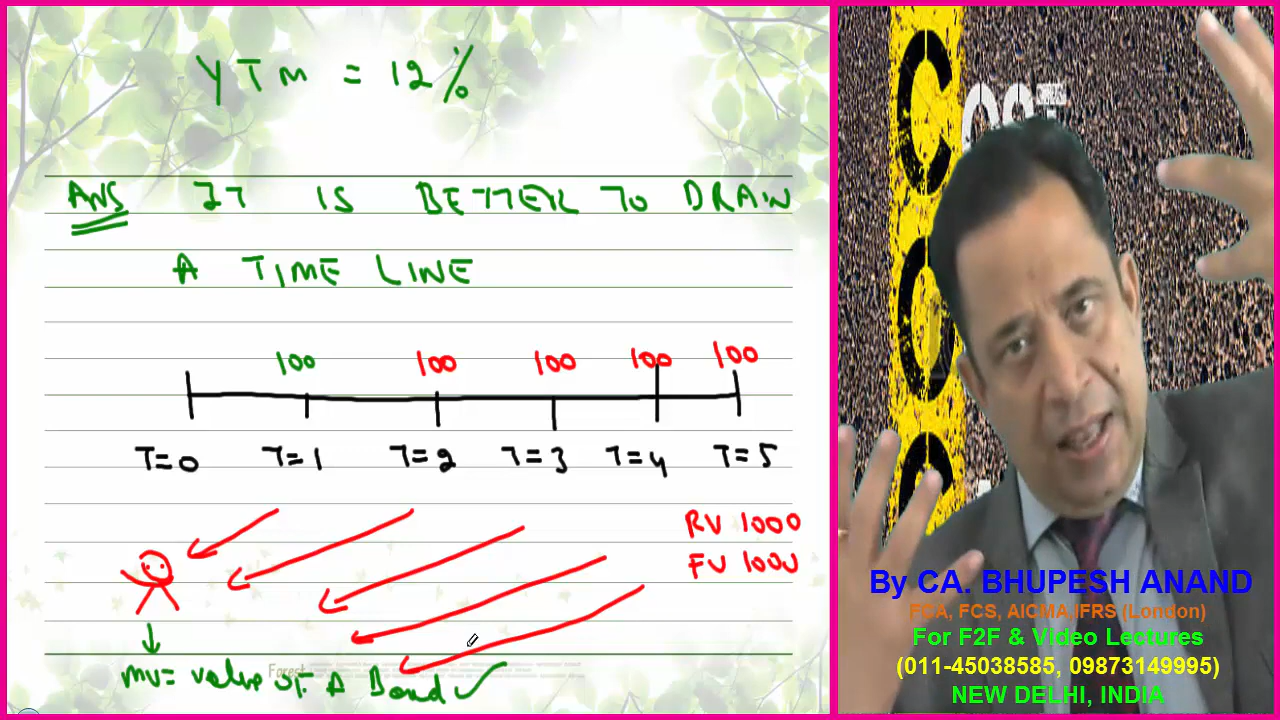 YTM = 12%
ANS IT IS BETTER TO DRAW
A TIME LINE
100 100 100 100 100
T=0 T=1 T=2 T=3 T=4 T=5
RV 1000
FV 1000
MV = value of A Bond
Forest
By CA. BHUPESH ANAND
FCA, FCS, AICMA,IFRS (London)
For F2F & Video Lectures
(011-45038585, 09873149995)
NEW DELHI, INDIA